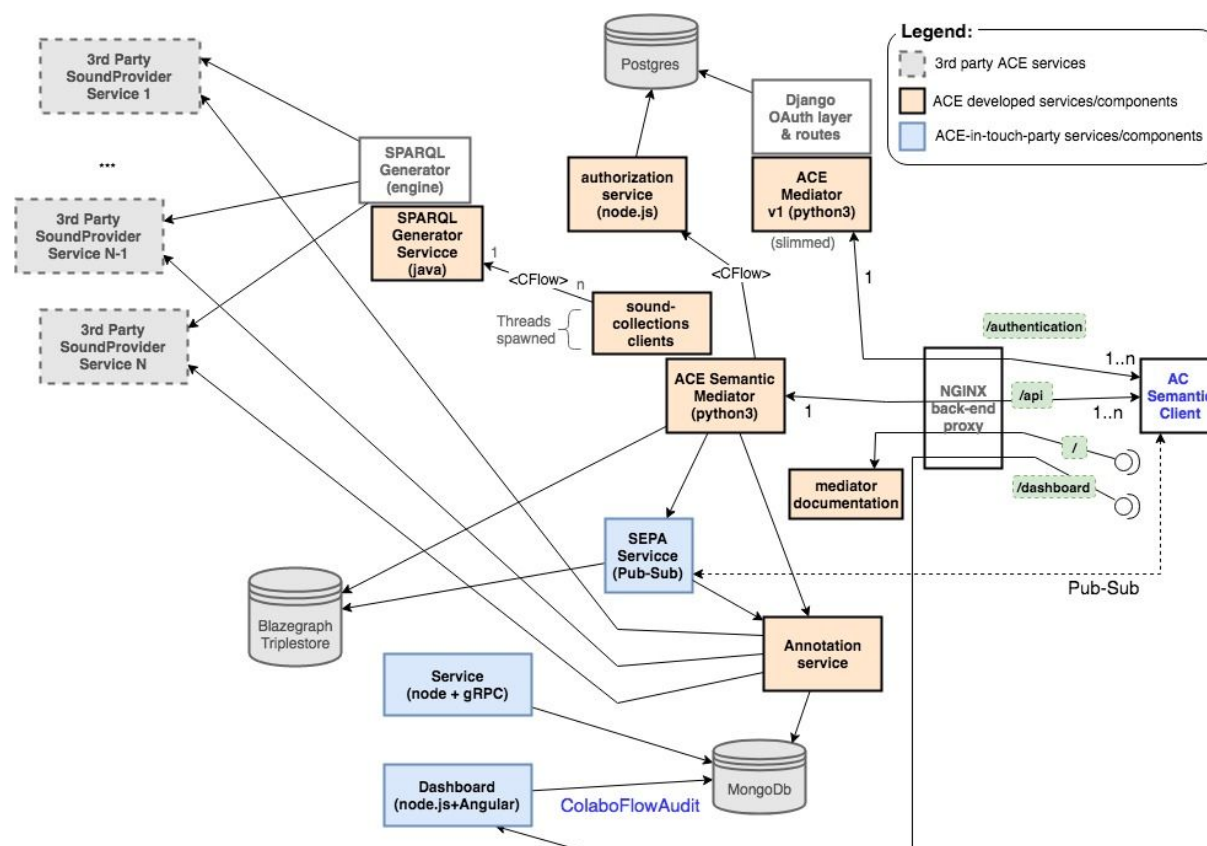 Legend:
3rd party ACE services
ACE developed services/components
ACE-in-touch-party services/components
3rd Party
SoundProvider
Service 1
...
3rd Party
SoundProvider
Service N-1
3rd Party
SoundProvider
Service N
SPARQL
Generator
(engine)
SPARQL
Generator
Servicce
(java)
1
<CFlow>
n
Threads
spawned
sound-
collections
clients
Postgres
Django
OAuth layer
& routes
authorization
service
(node.js)
ACE
Mediator
v1 (python3)
(slimmed)
<CFlow>
1
ACE Semantic
Mediator
(python3)
1
NGINX
back-end
proxy
/authentication
1..n
/api
1..n
AC
Semantic
Client
/
/dashboard
mediator
documentation
SEPA
Servicce
(Pub-Sub)
Pub-Sub
Blazegraph
Triplestore
Annotation
service
Service
(node + gRPC)
Dashboard
(node.js+Angular)
ColaboFlowAudit
MongoDb